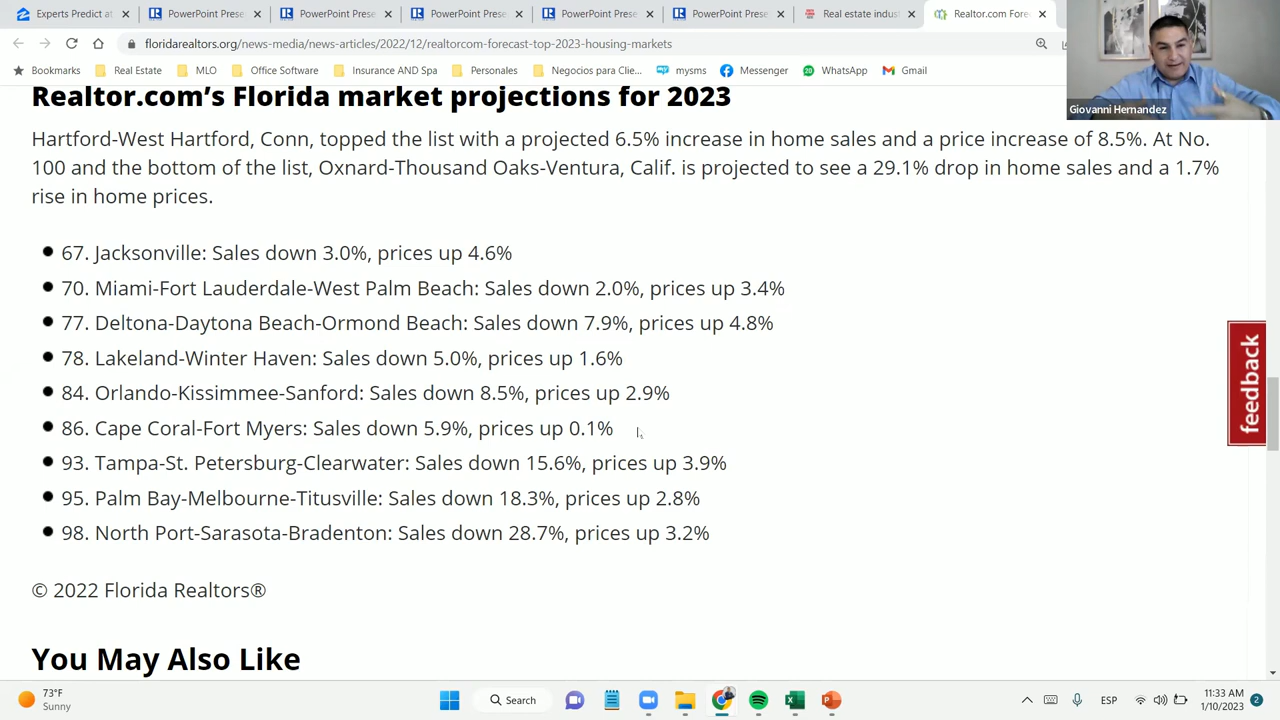 Experts Predict at
PowerPoint Prese
PowerPoint Prese
PowerPoint Prese
PowerPoint Prese
PowerPoint Prese
Real estate indust
Realtor.com Fore
floridarealtors.org/news-media/news-articles/2022/12/realtorcom-forecast-top-2023-housing-markets
Bookmarks
Real Estate
MLO
Office Software
Insurance AND Spa
Personales
Negocios para Clie...
mysms
Messenger
WhatsApp
Gmail
Giovanni Hernandez
Realtor.com’s Florida market projections for 2023
Hartford-West Hartford, Conn, topped the list with a projected 6.5% increase in home sales and a price increase of 8.5%. At No.
100 and the bottom of the list, Oxnard-Thousand Oaks-Ventura, Calif. is projected to see a 29.1% drop in home sales and a 1.7%
rise in home prices.
67. Jacksonville: Sales down 3.0%, prices up 4.6%
70. Miami-Fort Lauderdale-West Palm Beach: Sales down 2.0%, prices up 3.4%
77. Deltona-Daytona Beach-Ormond Beach: Sales down 7.9%, prices up 4.8%
78. Lakeland-Winter Haven: Sales down 5.0%, prices up 1.6%
84. Orlando-Kissimmee-Sanford: Sales down 8.5%, prices up 2.9%
86. Cape Coral-Fort Myers: Sales down 5.9%, prices up 0.1%
93. Tampa-St. Petersburg-Clearwater: Sales down 15.6%, prices up 3.9%
95. Palm Bay-Melbourne-Titusville: Sales down 18.3%, prices up 2.8%
98. North Port-Sarasota-Bradenton: Sales down 28.7%, prices up 3.2%
feedback
© 2022 Florida Realtors®
You May Also Like
73°F
Sunny
Search
ESP
11:33 AM
1/10/2023
2